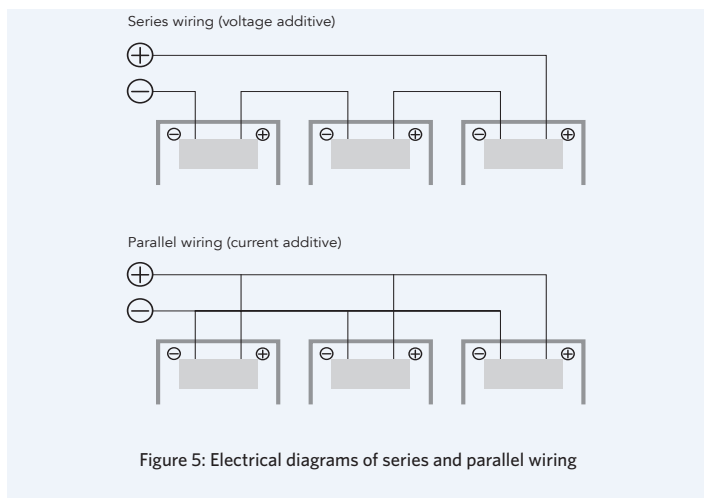 Series wiring (voltage additive)
+
−
− + − + − +
Parallel wiring (current additive)
+
−
− + − + − +
Figure 5: Electrical diagrams of series and parallel wiring